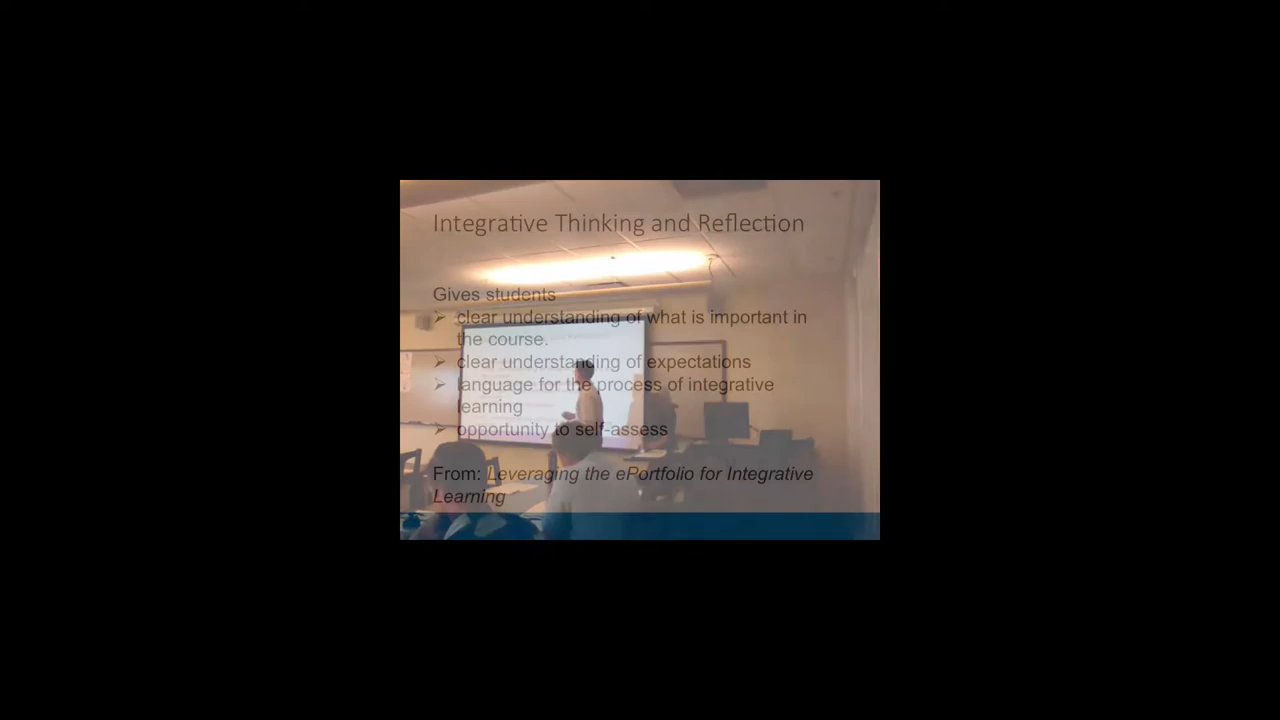 Integrative Thinking and Reflection
Gives students
➢ clear understanding of what is important in
the course.
➢ clear understanding of expectations
➢ language for the process of integrative
learning
➢ opportunity to self-assess
From: Leveraging the ePortfolio for Integrative
Learning